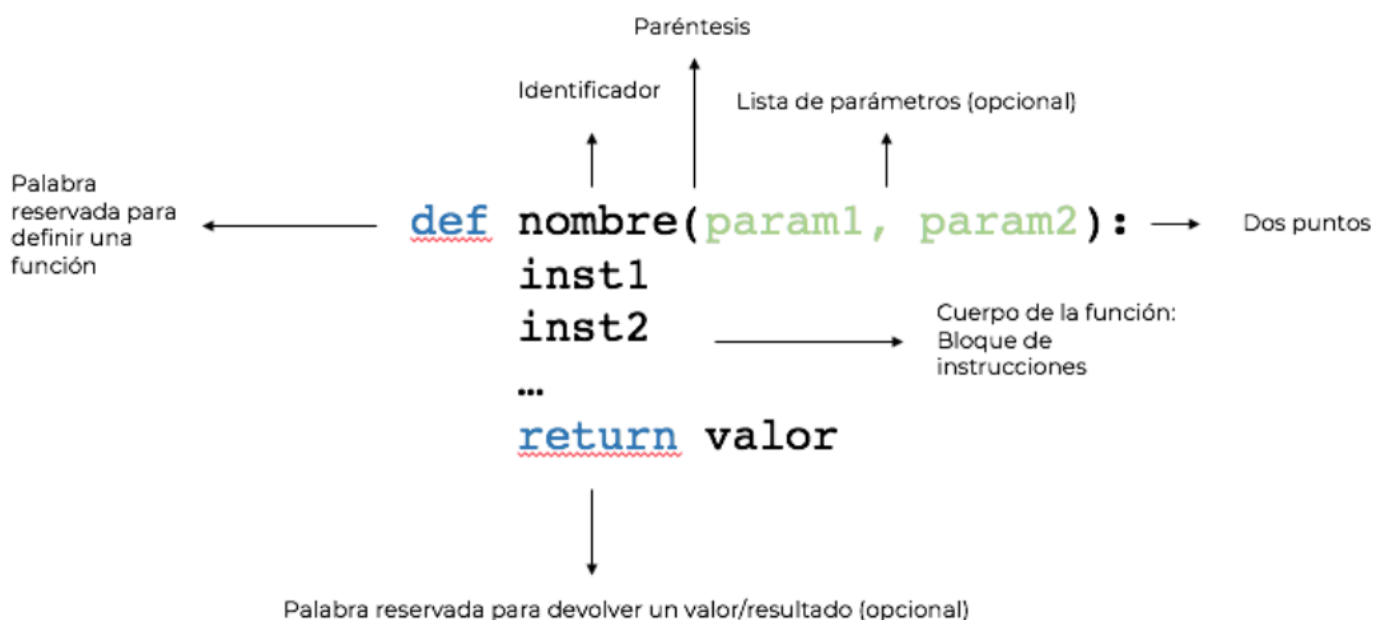 Paréntesis
Identificador
Lista de parámetros (opcional)
Palabra
reservada para
definir una
función
def nombre(param1, param2):
Dos puntos
inst1
inst2
Cuerpo de la función:
Bloque de
instrucciones
…
return valor
Palabra reservada para devolver un valor/resultado (opcional)